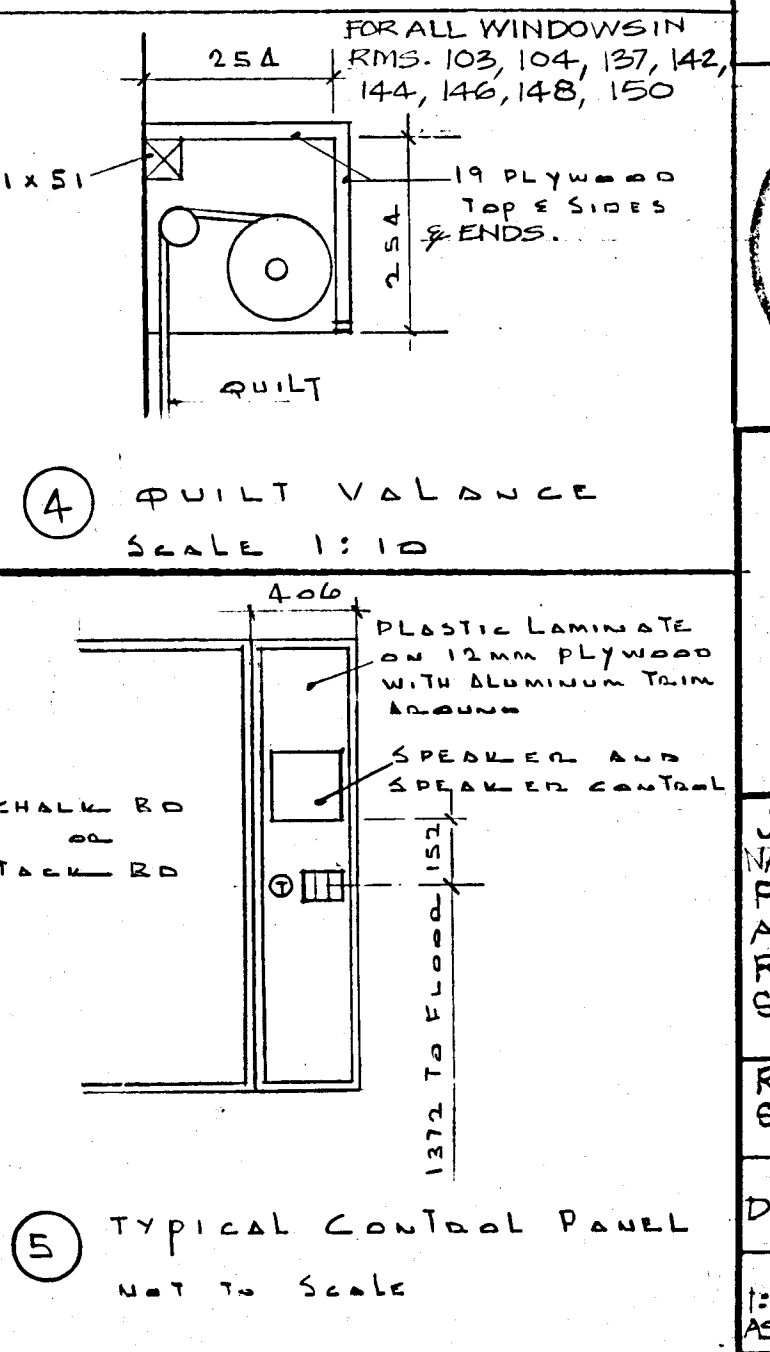 FOR ALL WINDOWS IN
RMS. 103, 104, 137, 142,
144, 146, 148, 150
254
1 x 51
19 PLYWOOD
TOP & SIDES
& ENDS.
254
QUILT
4 QUILT VALANCE
SCALE 1:10
406
PLASTIC LAMINATE
ON 12MM PLYWOOD
WITH ALUMINUM TRIM
AROUND
SPEAKER AND
SPEAKER CONTROL
CHALK BD
OR
TACK BD
T
152
1372 TO FLOOR
5 TYPICAL CONTROL PANEL
NOT TO SCALE